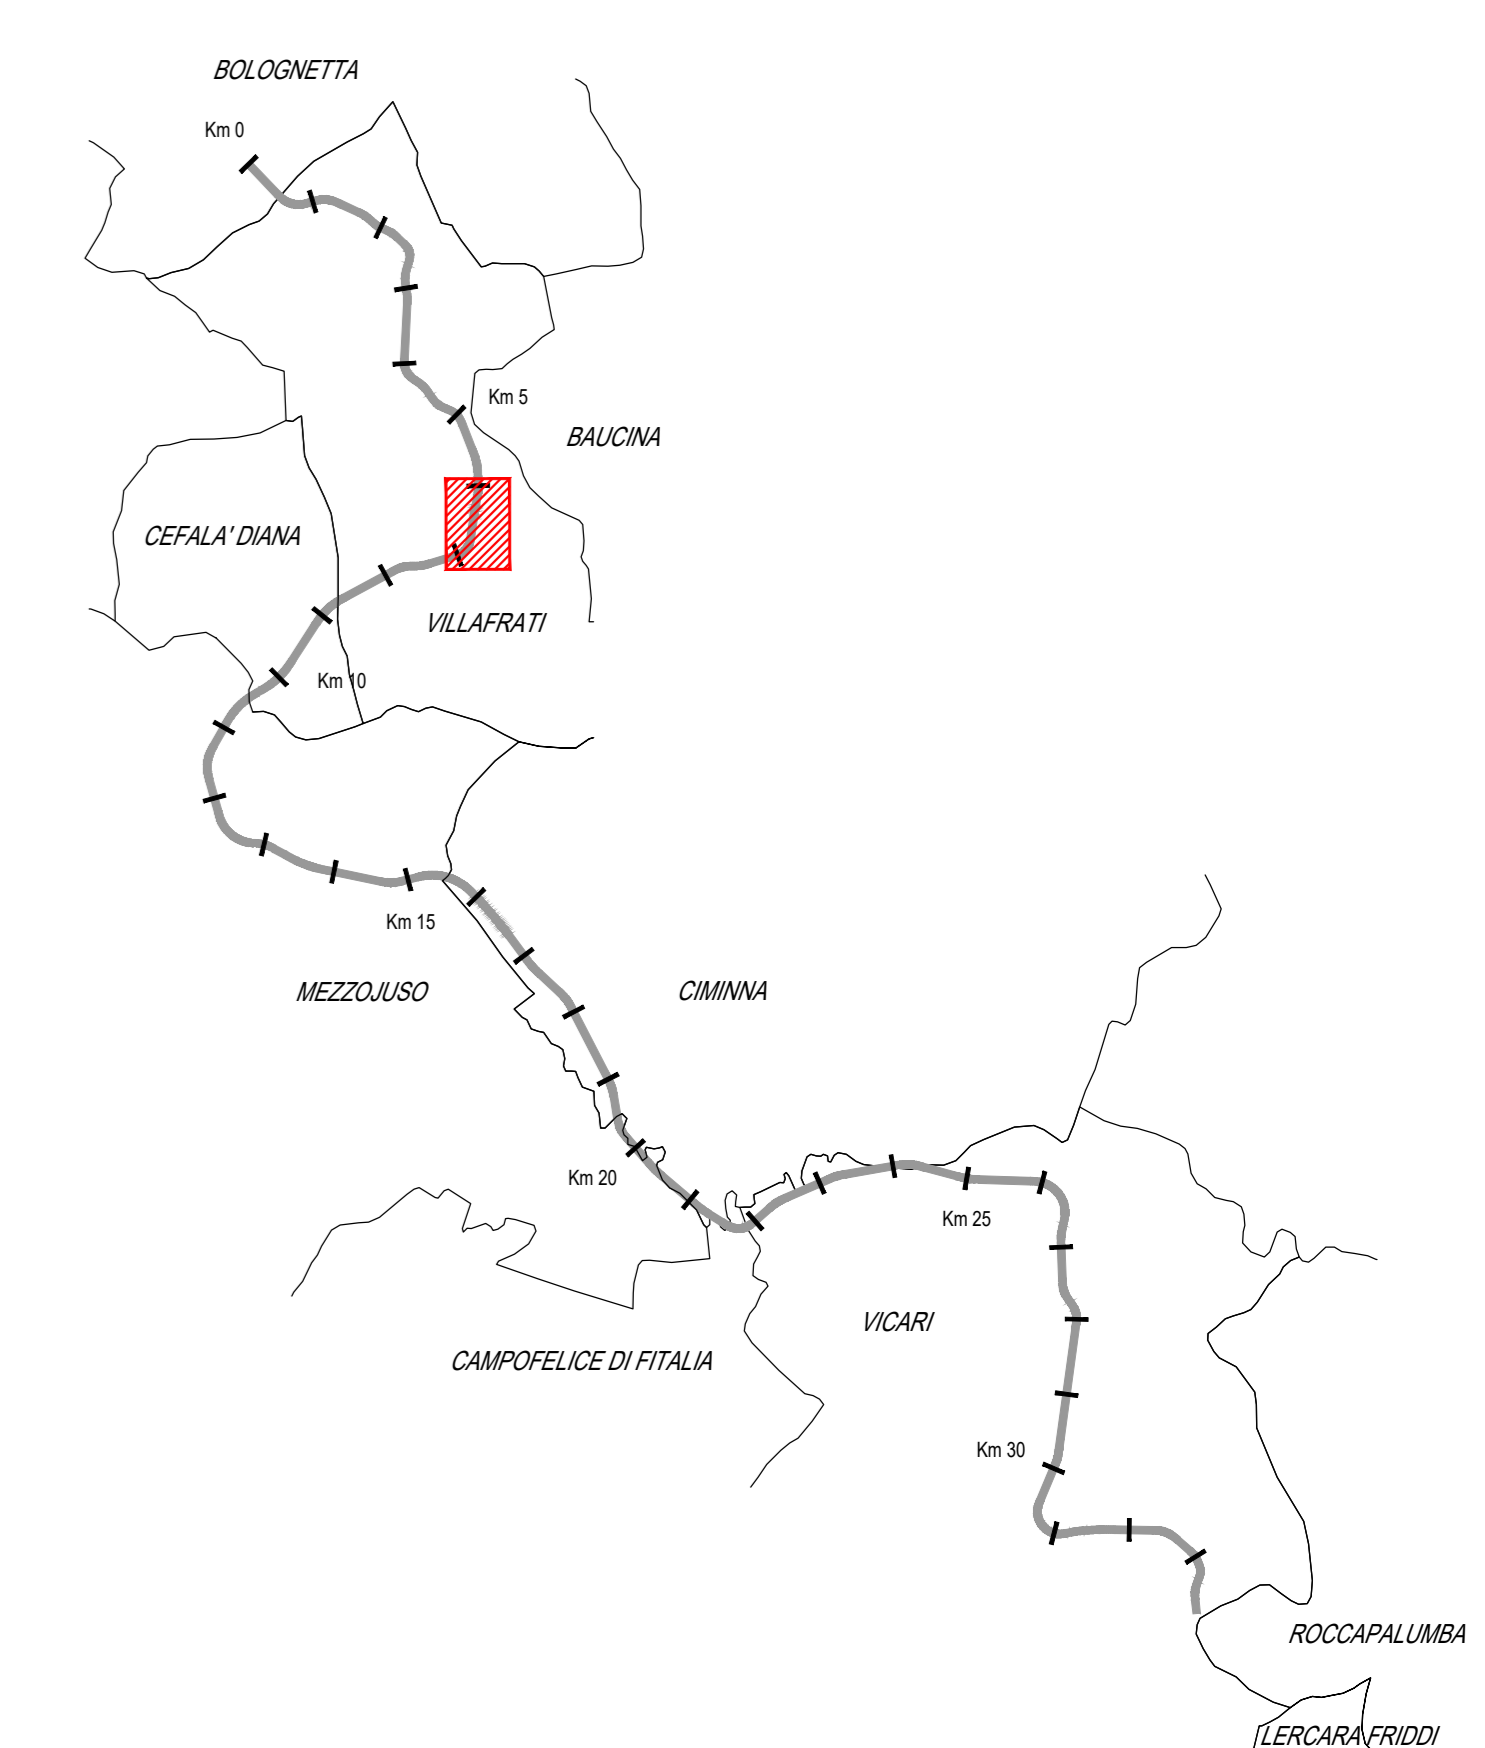 BOLOGNETTA
Km 0
Km 5
BAUCINA
CEFALA' DIANA
VILLAFRATI
Km 10
Km 15
MEZZOJUSO
CIMINNA
Km 20
Km 25
VICARI
CAMPOFELICE DI FITALIA
Km 30
ROCCAPALUMBA
LERCARA FRIDDI